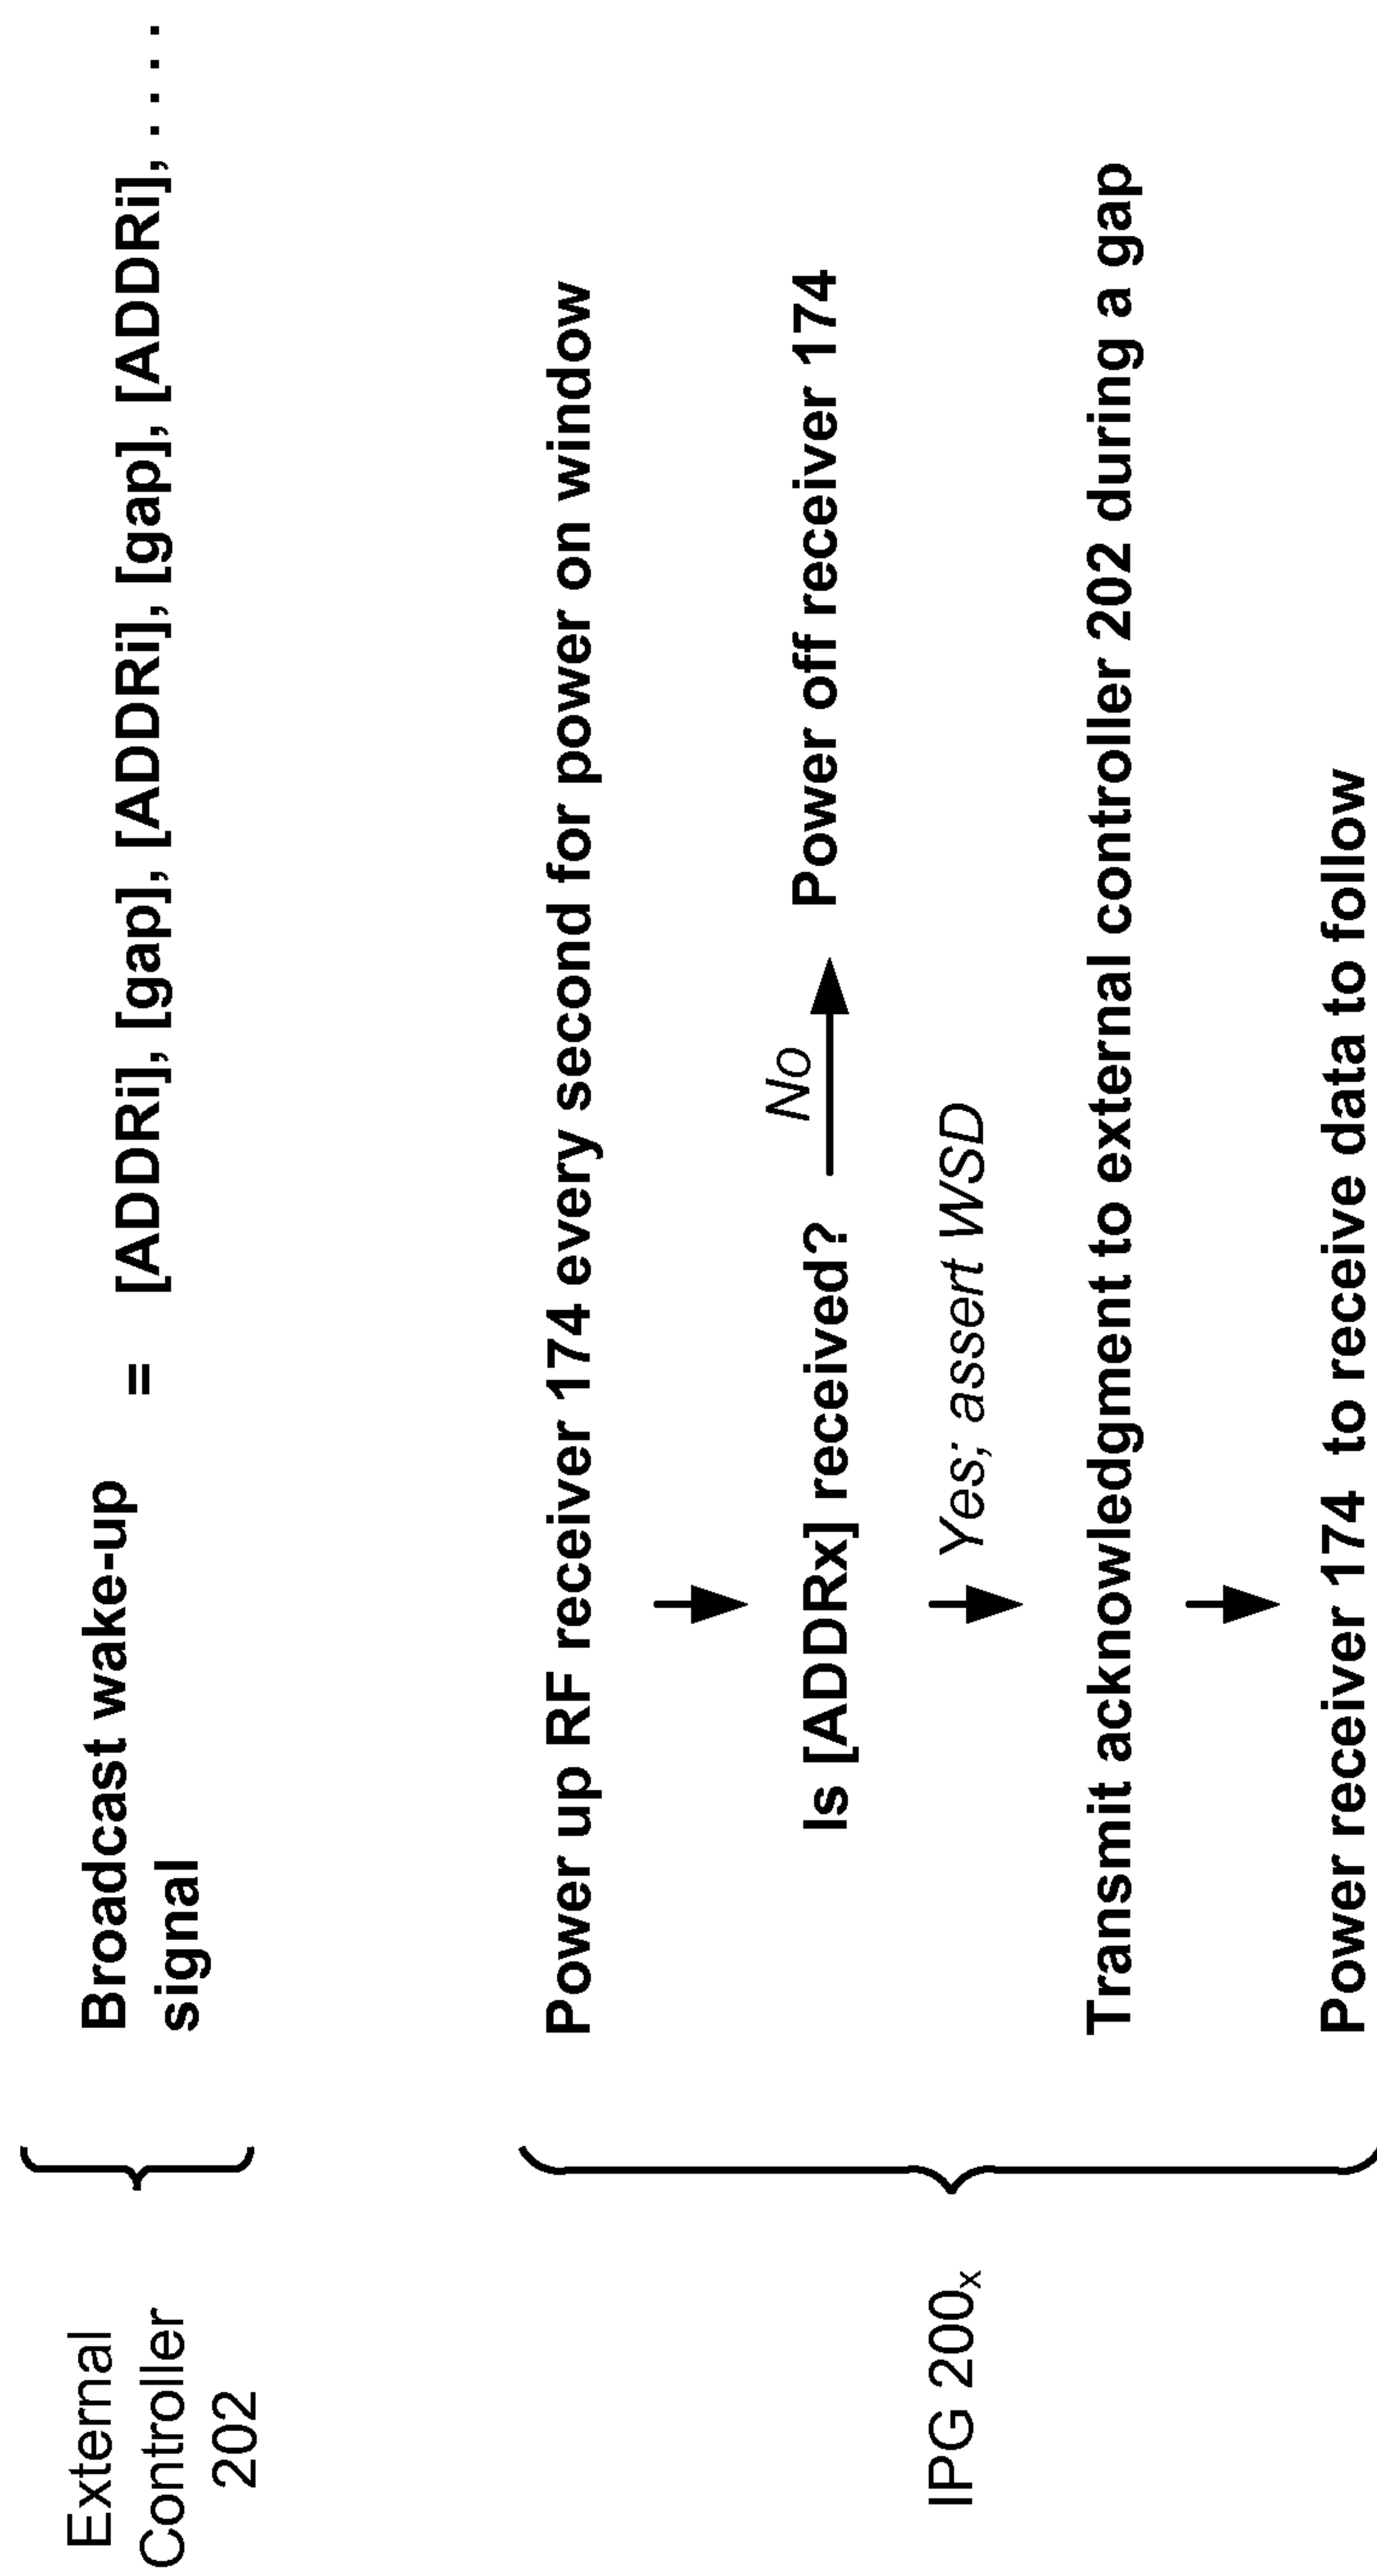 External
Controller
202
Broadcast wake-up
signal
= [ADDRi], [gap], [ADDRi], [gap], [ADDRi], . . . .
IPG 200x
Power up RF receiver 174 every second for power on window
Is [ADDRx] received?
No
Power off receiver 174
Yes; assert WSD
Transmit acknowledgment to external controller 202 during a gap
Power receiver 174 to receive data to follow